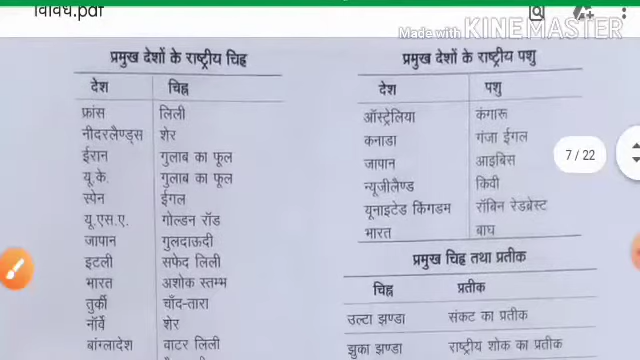 विविध.pdf
Made with KINEMASTER
प्रमुख देशों के राष्ट्रीय चिह्न
देश चिह्न
फ्रांस लिली
नीदरलैण्ड्स शेर
ईरान गुलाब का फूल
यू.के. गुलाब का फूल
स्पेन ईगल
यू.एस.ए. गोल्डन रॉड
जापान गुलदाऊदी
इटली सफेद लिली
भारत अशोक स्तम्भ
तुर्की चाँद-तारा
नॉर्वे शेर
बांग्लादेश वाटर लिली
प्रमुख देशों के राष्ट्रीय पशु
देश पशु
ऑस्ट्रेलिया कंगारू
कनाडा गंजा ईगल
जापान आइबिस
न्यूजीलैण्ड किवी
यूनाइटेड किंगडम रॉबिन रेडब्रेस्ट
भारत बाघ
प्रमुख चिह्न तथा प्रतीक
चिह्न प्रतीक
उल्टा झण्डा संकट का प्रतीक
झुका झण्डा राष्ट्रीय शोक का प्रतीक
7 / 22